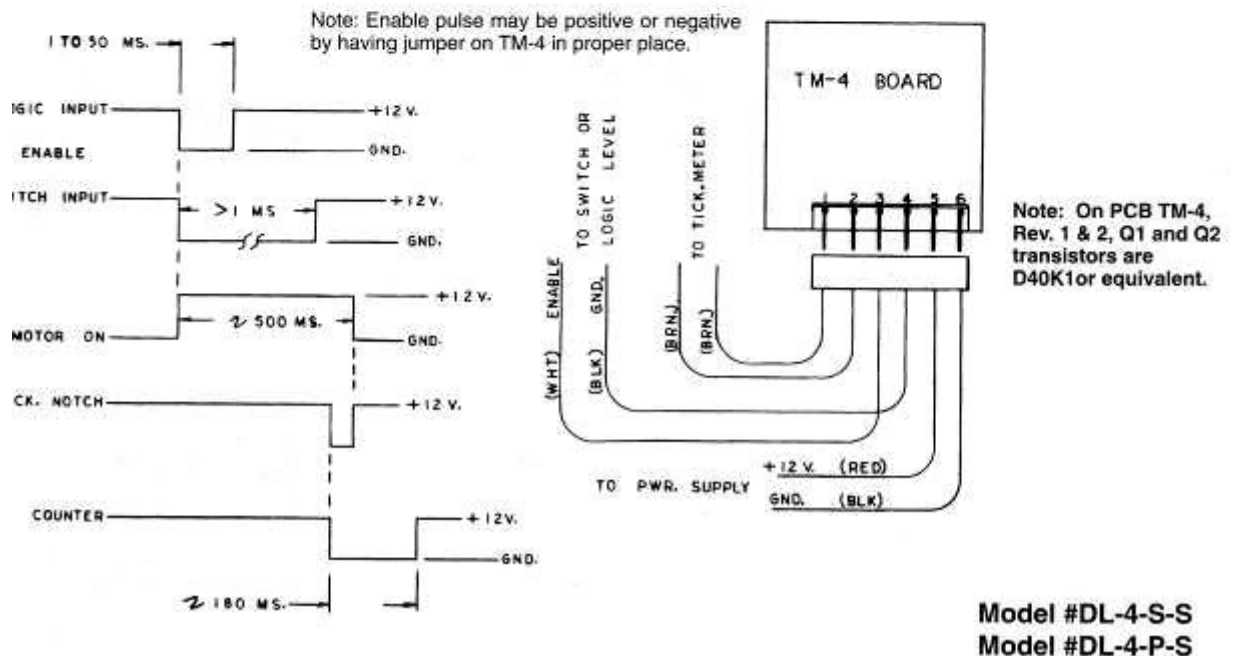 Note: Enable pulse may be positive or negative
by having jumper on TM-4 in proper place.
1 TO 50 MS.
OGIC INPUT
+12 V.
GND.
ENABLE
ITCH INPUT
>1 MS
+12 V.
GND.
~ 500 MS.
+12 V.
MOTOR ON
GND.
CK. NOTCH
+12 V.
COUNTER
+12V.
GND.
~ 180 MS.
TM-4 BOARD
1 2 3 4 5 6
TO SWITCH OR
LOGIC LEVEL
TO TICK. METER
(WHT) ENABLE
(BLK) GND.
(BRN.)
(BRN.)
+12 V. (RED)
TO PWR. SUPPLY
GND. (BLK)
Note: On PCB TM-4,
Rev. 1 & 2, Q1 and Q2
transistors are
D40K1or equivalent.
Model #DL-4-S-S
Model #DL-4-P-S